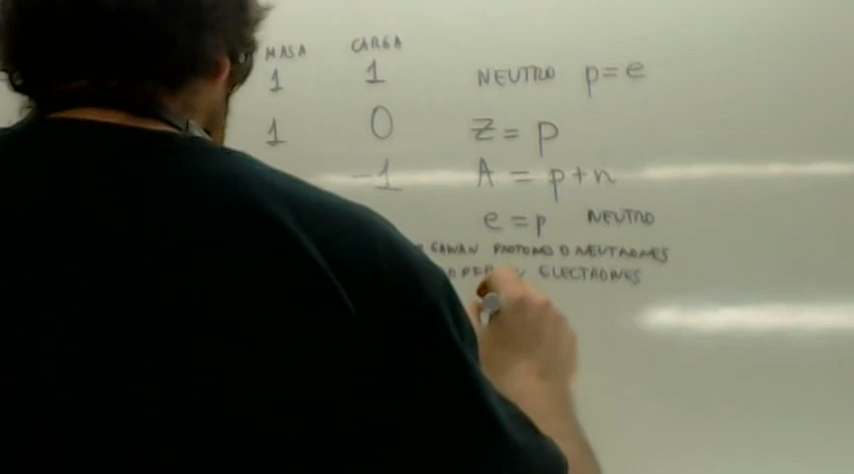 MASA CARGA
1 1 NEUTRO p=e
1 0 Z = p
-1 A = p+n
e = p NEUTRO
GANAN PROTONES O NEUTRONES
ELECTRONES